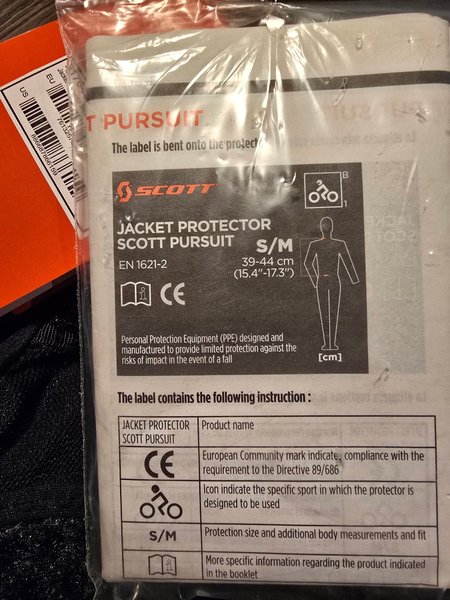 T PURSUIT
The label is bent onto the protect
SCOTT
B
1
JACKET PROTECTOR
SCOTT PURSUIT
S/M
EN 1621-2
39-44 cm
(15.4"-17.3")
CE
Personal Protection Equipment (PPE) designed and
manufactured to provide limited protection against the
risks of impact in the event of a fall
[cm]
The label contains the following instruction :
JACKET PROTECTOR
SCOTT PURSUIT
Product name
CE
European Community mark indicate, compliance with the
requirement to the Directive 89/686
Icon indicate the specific sport in which the protector is
designed to be used
S/M
Protection size and additional body measurements and fit
More specific information regarding the product indicated
in the booklet
EU
US